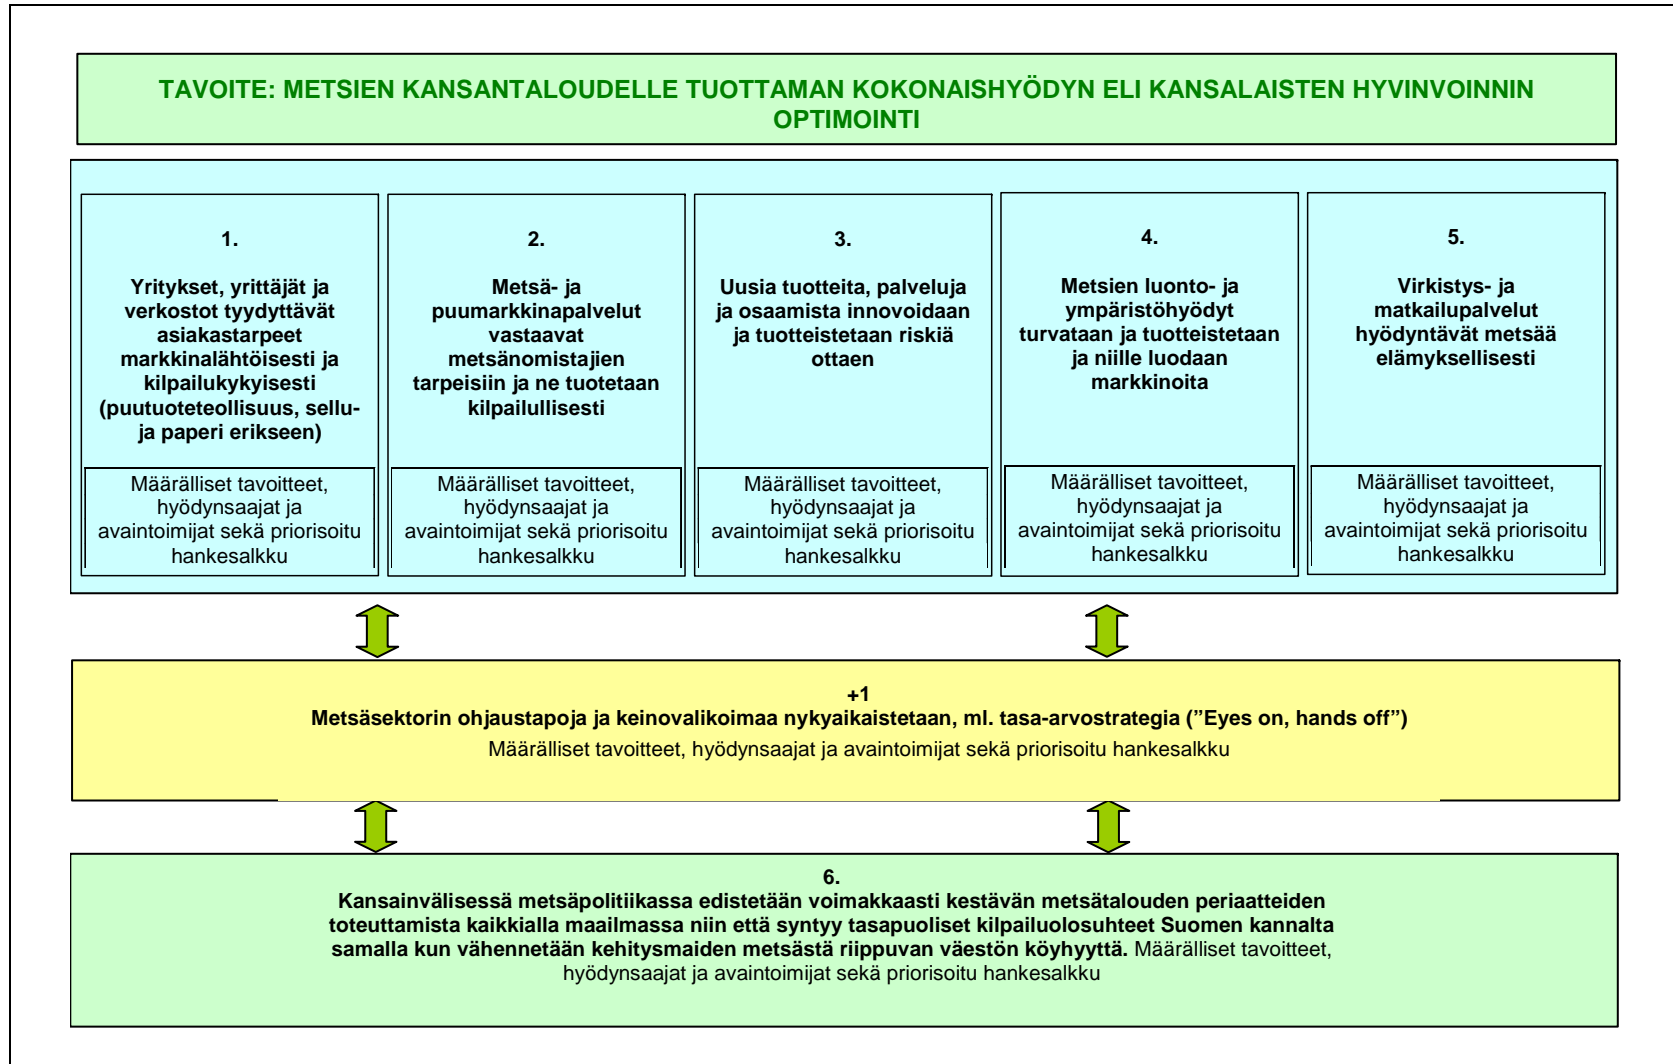 TAVOITE: METSIEN KANSANTALOUDELLE TUOTTAMAN KOKONAISHYÖDYN ELI KANSALAISTEN HYVINVOINNIN
OPTIMOINTI
1.
Yritykset, yrittäjät ja
verkostot tyydyttävät
asiakastarpeet
markkinalähtöisesti ja
kilpailukykyisesti
(puutuoteteollisuus, sellu-
ja paperi erikseen)
Määrälliset tavoitteet,
hyödynsaajat ja
avaintoimijat sekä priorisoitu
hankesalkku
2.
Metsä- ja
puumarkkinapalvelut
vastaavat
metsänomistajien
tarpeisiin ja ne tuotetaan
kilpailullisesti
Määrälliset tavoitteet,
hyödynsaajat ja
avaintoimijat sekä priorisoitu
hankesalkku
3.
Uusia tuotteita, palveluja
ja osaamista innovoidaan
ja tuotteistetaan riskiä
ottaen
Määrälliset tavoitteet,
hyödynsaajat ja
avaintoimijat sekä priorisoitu
hankesalkku
4.
Metsien luonto- ja
ympäristöhyödyt
turvataan ja tuotteistetaan
ja niille luodaan
markkinoita
Määrälliset tavoitteet,
hyödynsaajat ja
avaintoimijat sekä priorisoitu
hankesalkku
5.
Virkistys- ja
matkailupalvelut
hyödyntävät metsää
elämyksellisesti
Määrälliset tavoitteet,
hyödynsaajat ja
avaintoimijat sekä priorisoitu
hankesalkku
+1
Metsäsektorin ohjaustapoja ja keinovalikoimaa nykyaikaistetaan, ml. tasa-arvostrategia (”Eyes on, hands off”)
Määrälliset tavoitteet, hyödynsaajat ja avaintoimijat sekä priorisoitu hankesalkku
6.
Kansainvälisessä metsäpolitiikassa edistetään voimakkaasti kestävän metsätalouden periaatteiden
toteuttamista kaikkialla maailmassa niin että syntyy tasapuoliset kilpailuolosuhteet Suomen kannalta
samalla kun vähennetään kehitysmaiden metsästä riippuvan väestön köyhyyttä. Määrälliset tavoitteet,
hyödynsaajat ja avaintoimijat sekä priorisoitu hankesalkku